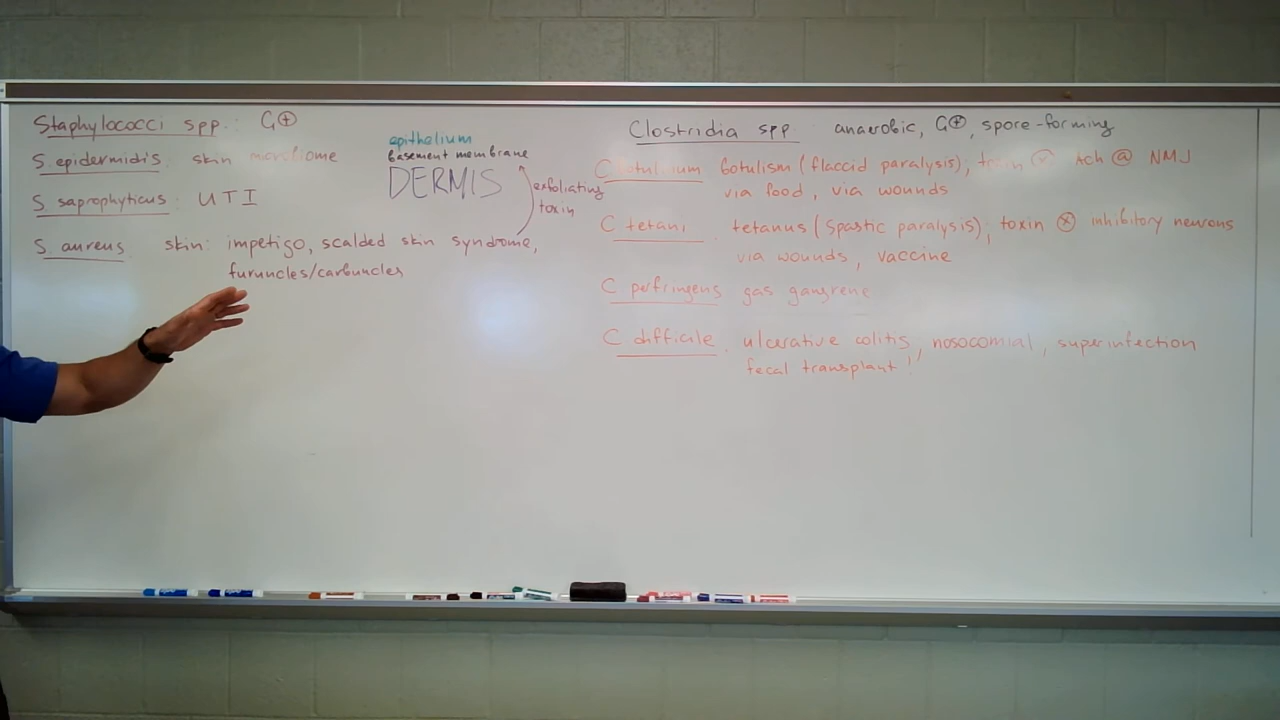 Staphylococci spp.: G⊕
S. epidermidis: skin microbiome
S saprophyticus: UTI
S. aureus skin: impetigo, scalded skin syndrome,
furuncles/carbuncles
epithelium
basement membrane
DERMIS
exfoliating
toxin
Clostridia spp. anaerobic, G⊕, spore-forming
C botulinum botulism (flaccid paralysis); toxin Ach @ NMJ
via food, via wounds
C tetani tetanus (spastic paralysis); toxin ⊗ inhibitory neurons
via wounds, vaccine
C perfringens gas gangrene
C difficile ulcerative colitis, nosocomial, superinfection
fecal transplant!